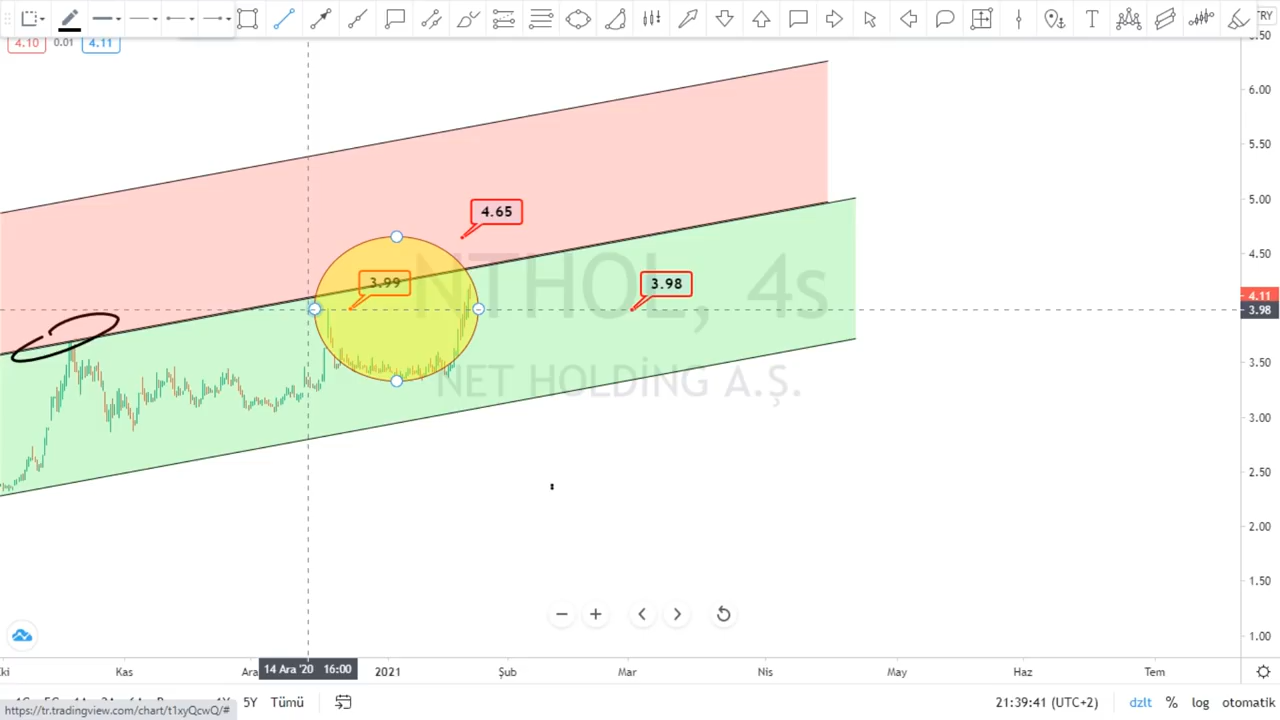 TRY
4.10 0.01 4.11
6.00
5.50
4.65
5.00
4.50
3.99
3.98
NTHOL, 4s
4.11
3.98
NET HOLDİNG A.Ş.
3.50
3.00
2.50
2.00
1.50
1.00
Kas
Ara
14 Ara '20 16:00
2021
Şub
Mar
Nis
May
Haz
Tem
5Y Tümü
21:39:41 (UTC+2)
dzlt % log otomatik
https://tr.tradingview.com/chart/t1xyQcwQ/#